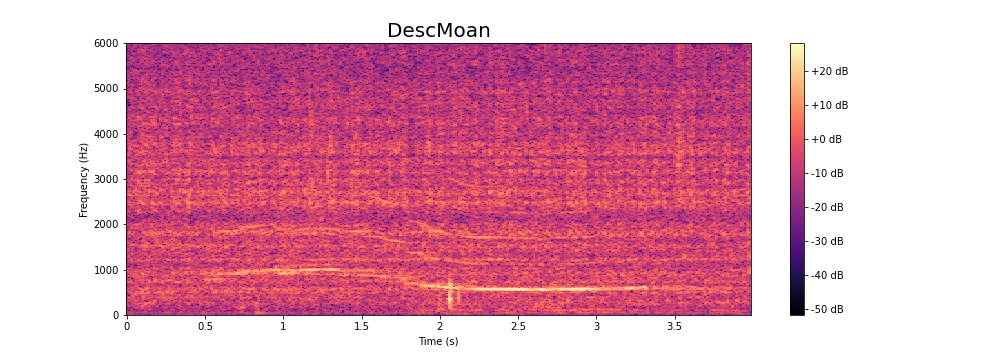 DescMoan
Frequency (Hz)
6000
5000
4000
3000
2000
1000
0
0
0.5
1
1.5
2
2.5
3
3.5
Time (s)
+20 dB
+10 dB
+0 dB
-10 dB
-20 dB
-30 dB
-40 dB
-50 dB